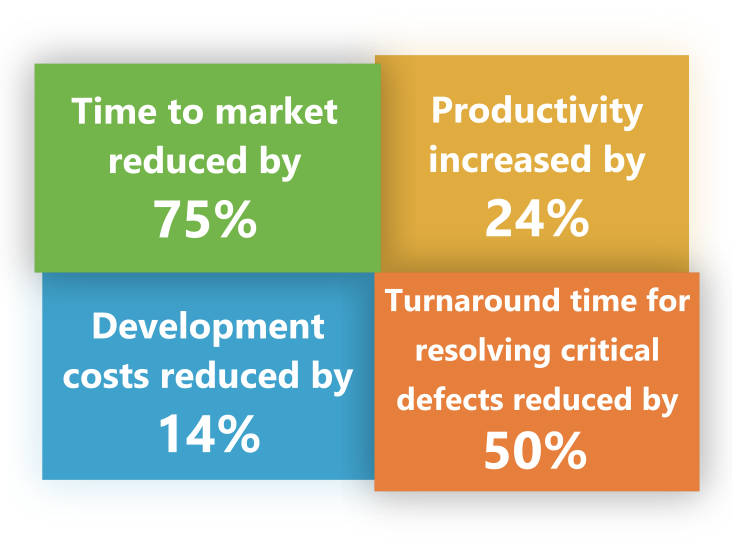 Time to market
reduced by
75%
Productivity
increased by
24%
Development
costs reduced by
14%
Turnaround time for
resolving critical
defects reduced by
50%